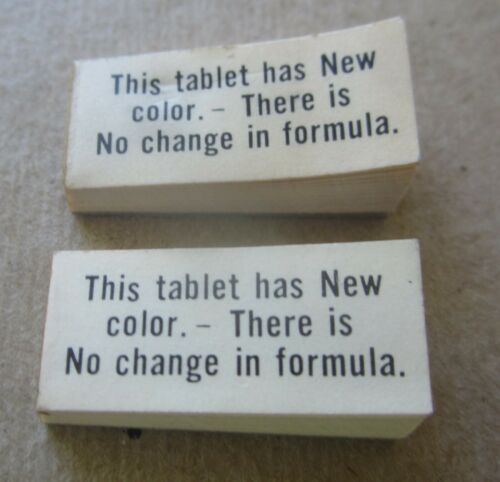 This tablet has New
color. – There is
No change in formula.
This tablet has New
color. – There is
No change in formula.